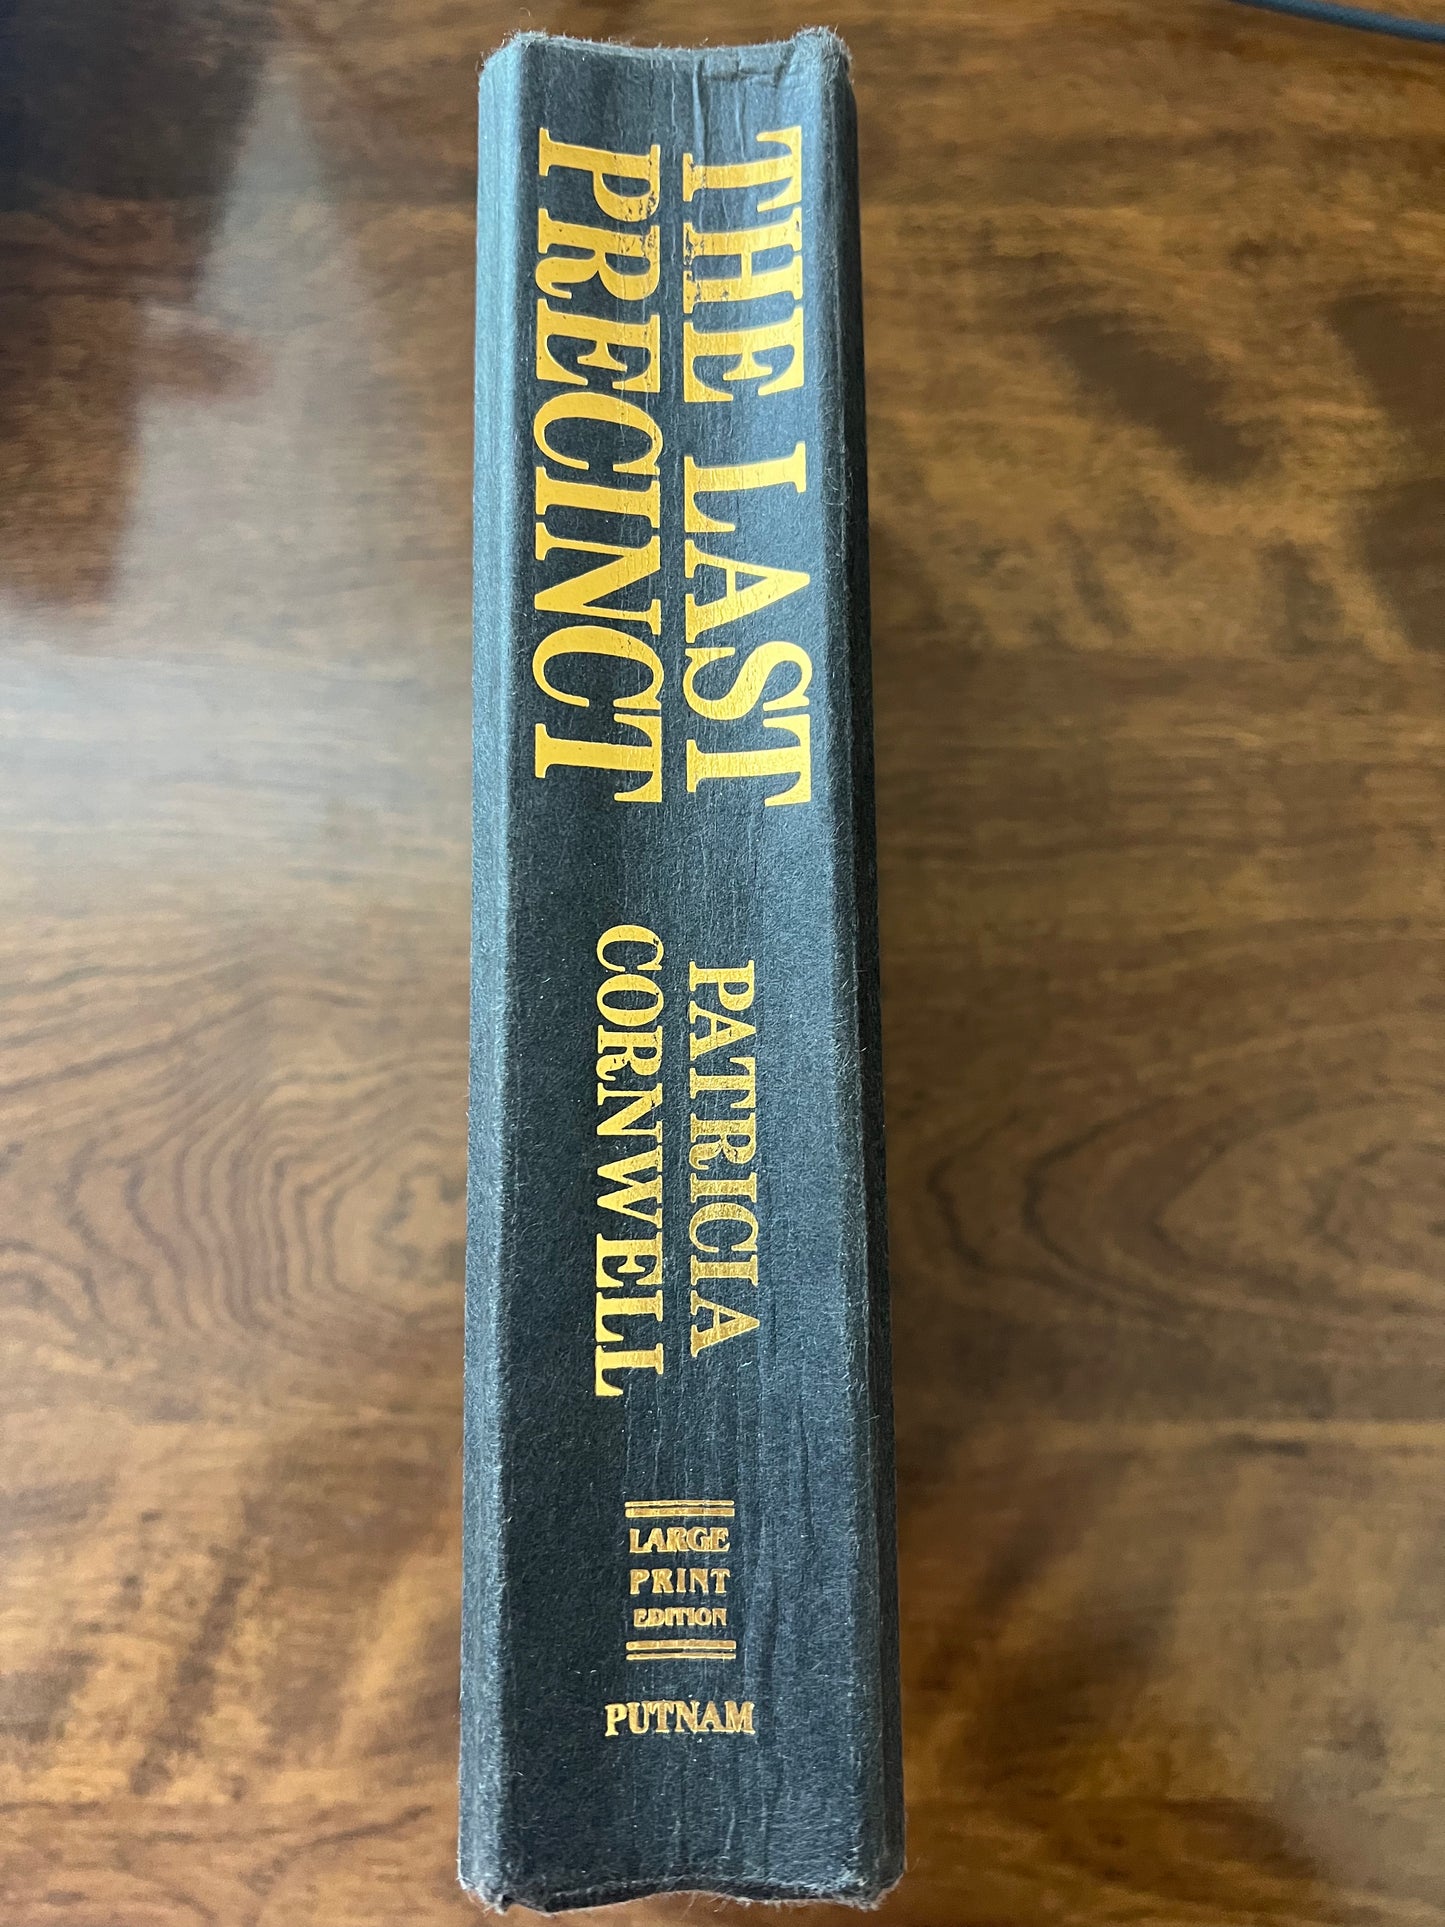 THE LAST
PRECINCT
PATRICIA
CORNWELL
LARGE
PRINT
EDITION
PUTNAM